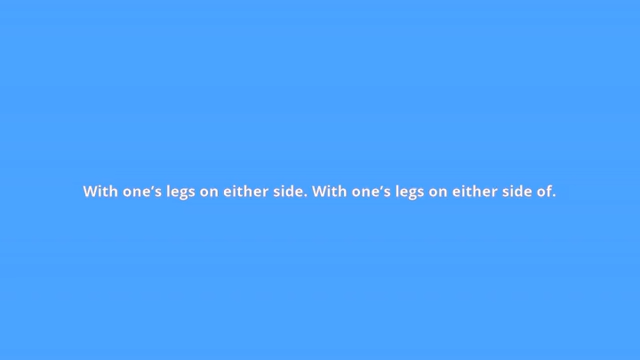 With one’s legs on either side. With one’s legs on either side of.